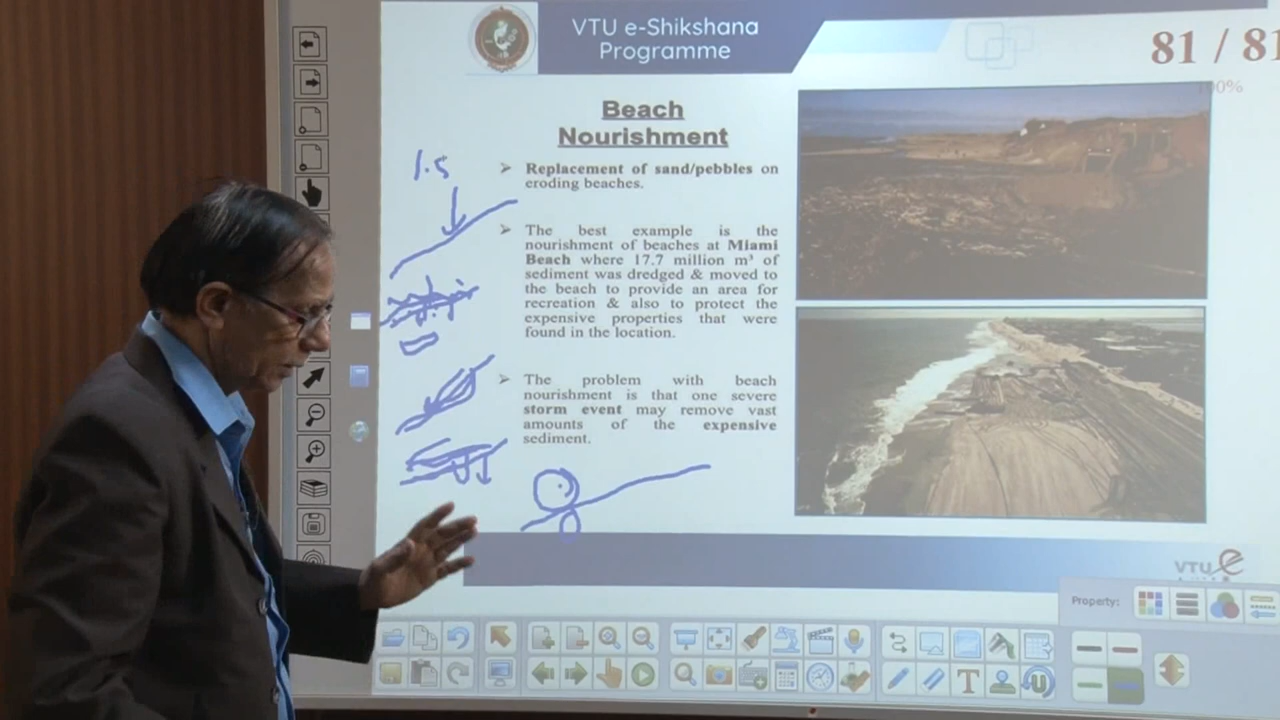 VTU e-Shikshana
Programme
81 / 81
100%
Beach
Nourishment
1.5
➢ Replacement of sand/pebbles on
eroding beaches.
➢ The best example is the
nourishment of beaches at Miami
Beach where 17.7 million m³ of
sediment was dredged & moved to
the beach to provide an area for
recreation & also to protect the
expensive properties that were
found in the location.
➢ The problem with beach
nourishment is that one severe
storm event may remove vast
amounts of the expensive
sediment.
VTU e
Property: